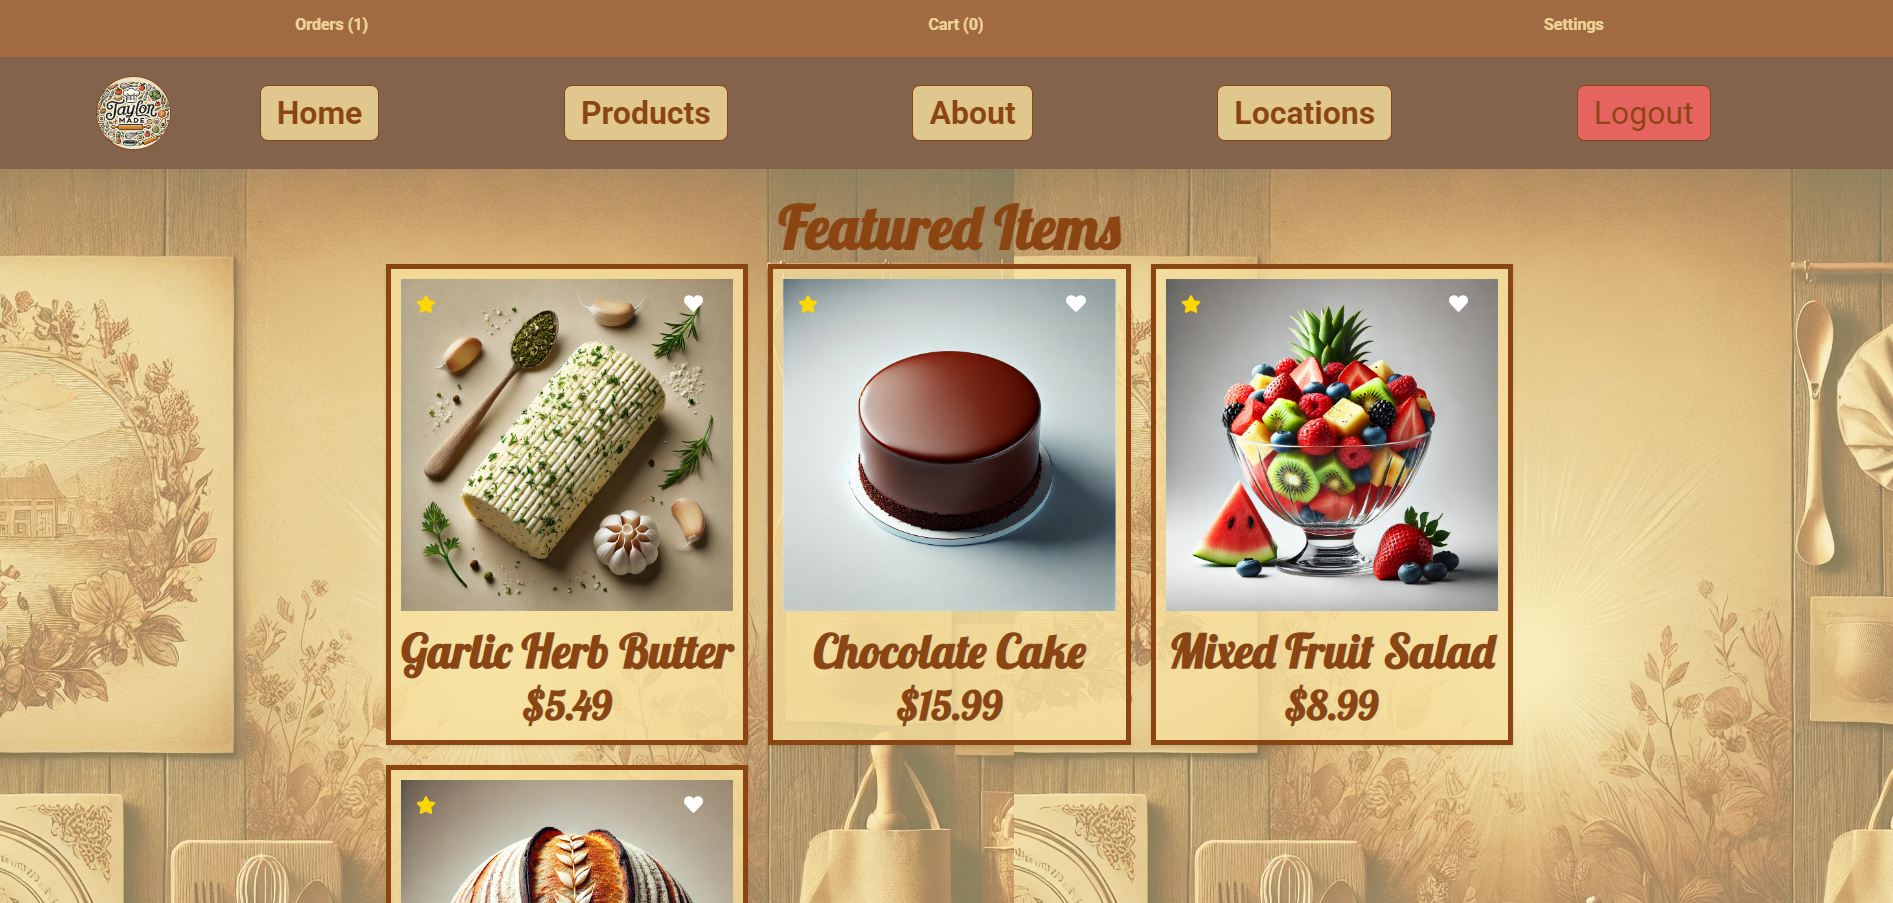 Orders (1)
Cart (0)
Settings
Taylon
MADE
Home
Products
About
Locations
Logout
Featured Items
Garlic Herb Butter
$5.49
Chocolate Cake
$15.99
Mixed Fruit Salad
$8.99